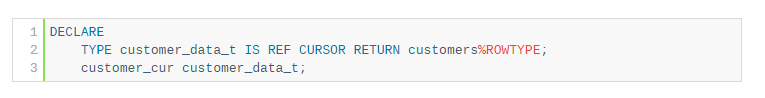 1 DECLARE
2 TYPE customer_data_t IS REF CURSOR RETURN customers%ROWTYPE;
3 customer_cur customer_data_t;